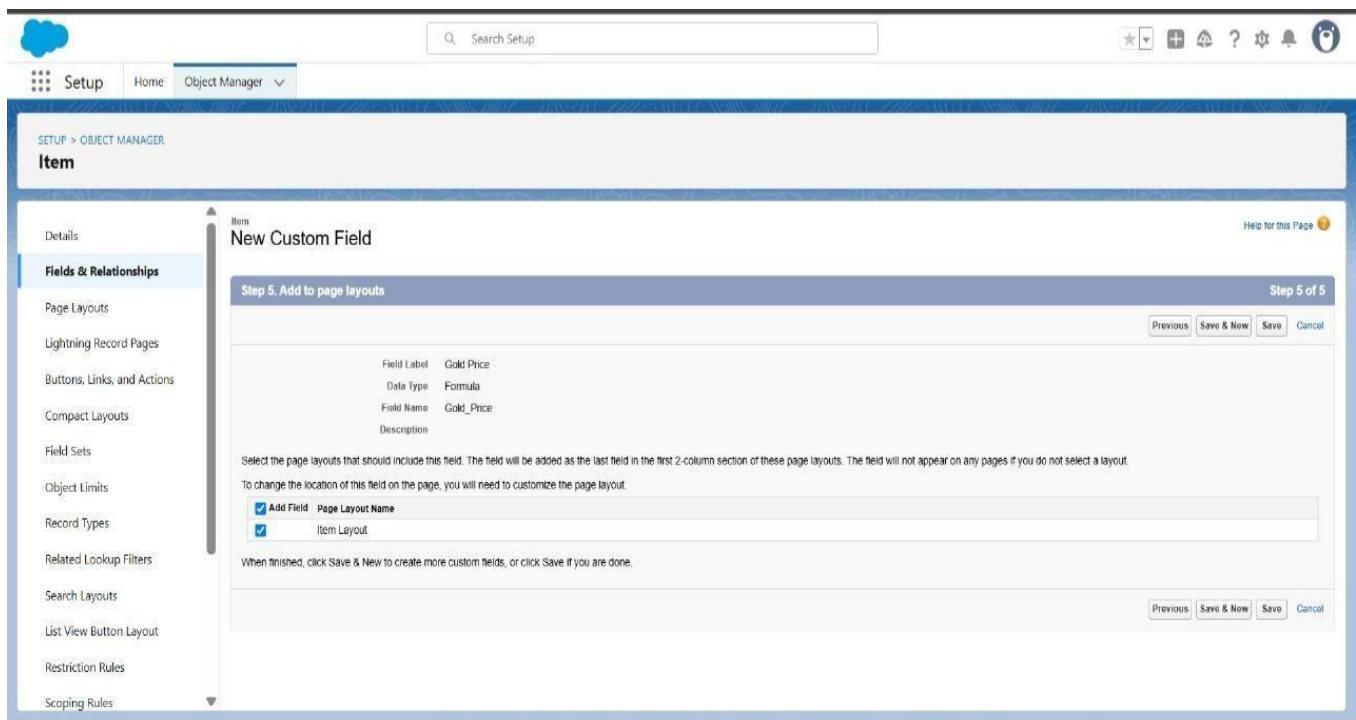 Search Setup
Setup
Home
Object Manager
SETUP > OBJECT MANAGER
Item
Details
Fields & Relationships
Page Layouts
Lightning Record Pages
Buttons, Links, and Actions
Compact Layouts
Field Sets
Object Limits
Record Types
Related Lookup Filters
Search Layouts
List View Button Layout
Restriction Rules
Scoping Rules
Item
New Custom Field
Help for this Page
Step 5. Add to page layouts
Step 5 of 5
Previous Save & New Save Cancel
Field Label Gold Price
Data Type Formula
Field Name Gold_Price
Description
Select the page layouts that should include this field. The field will be added as the last field in the first 2-column section of these page layouts. The field will not appear on any pages if you do not select a layout.
To change the location of this field on the page, you will need to customize the page layout.
Add Field Page Layout Name
Item Layout
When finished, click Save & New to create more custom fields, or click Save if you are done.
Previous Save & New Save Cancel